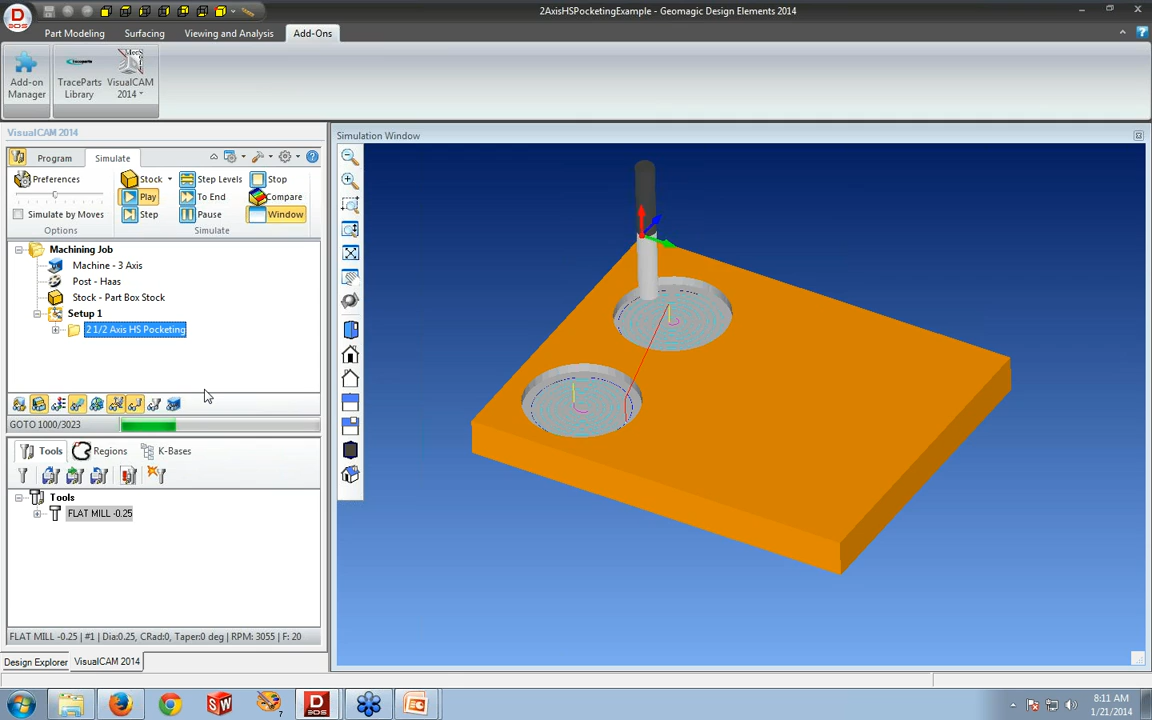 2AxisHSPocketingExample - Geomagic Design Elements 2014
Part Modeling Surfacing Viewing and Analysis Add-Ons
Add-on Manager
TraceParts Library
VisualCAM 2014
VisualCAM 2014
Simulation Window
Program Simulate
Preferences Stock Step Levels Stop
Play To End Compare
Simulate by Moves Step Pause Window
Options Simulate
Machining Job
Machine - 3 Axis
Post - Haas
Stock - Part Box Stock
Setup 1
2 1/2 Axis HS Pocketing
GOTO 1000/3023
Tools Regions K-Bases
Tools
FLAT MILL -0.25
FLAT MILL -0.25 | #1 | Dia:0.25, CRad:0, Taper:0 deg | RPM: 3055 | F: 20
Design Explorer VisualCAM 2014
8:11 AM
1/21/2014